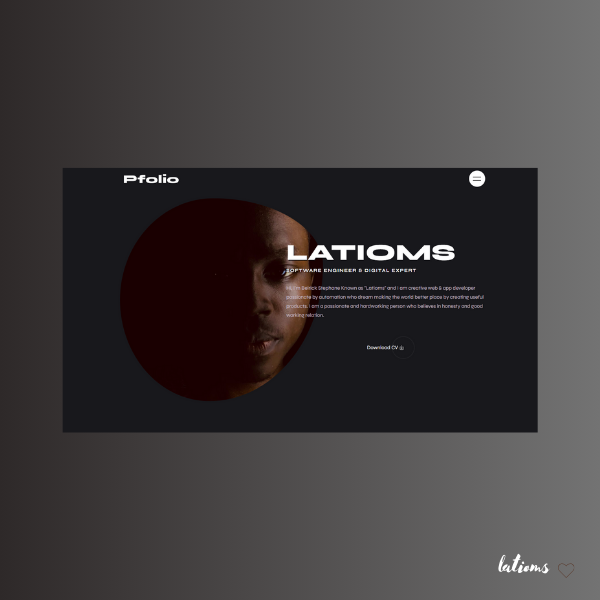 Pfolio
LATIOMS
SOFTWARE ENGINEER & DIGITAL EXPERT
Hi, I'm Derrick Stephane Known as "Latioms" and I am creative web & app developer
passionate by automation who dream making the world better place by creating useful
products. I am a passionate and hardworking person who believes in honesty and good
working relation.
Download CV
latioms